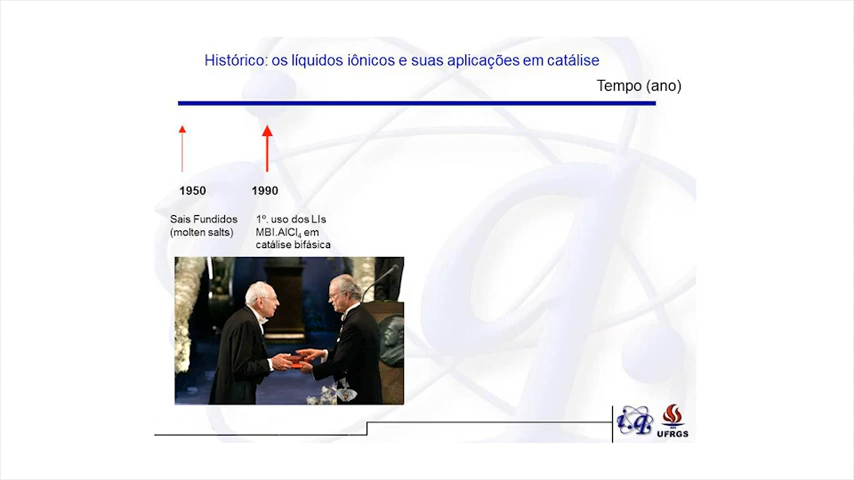 Histórico: os líquidos iônicos e suas aplicações em catálise
Tempo (ano)
1950
1990
Sais Fundidos
(molten salts)
1º. uso dos LIs
MBI.AlCl4 em
catálise bifásica
i.q.
UFRGS